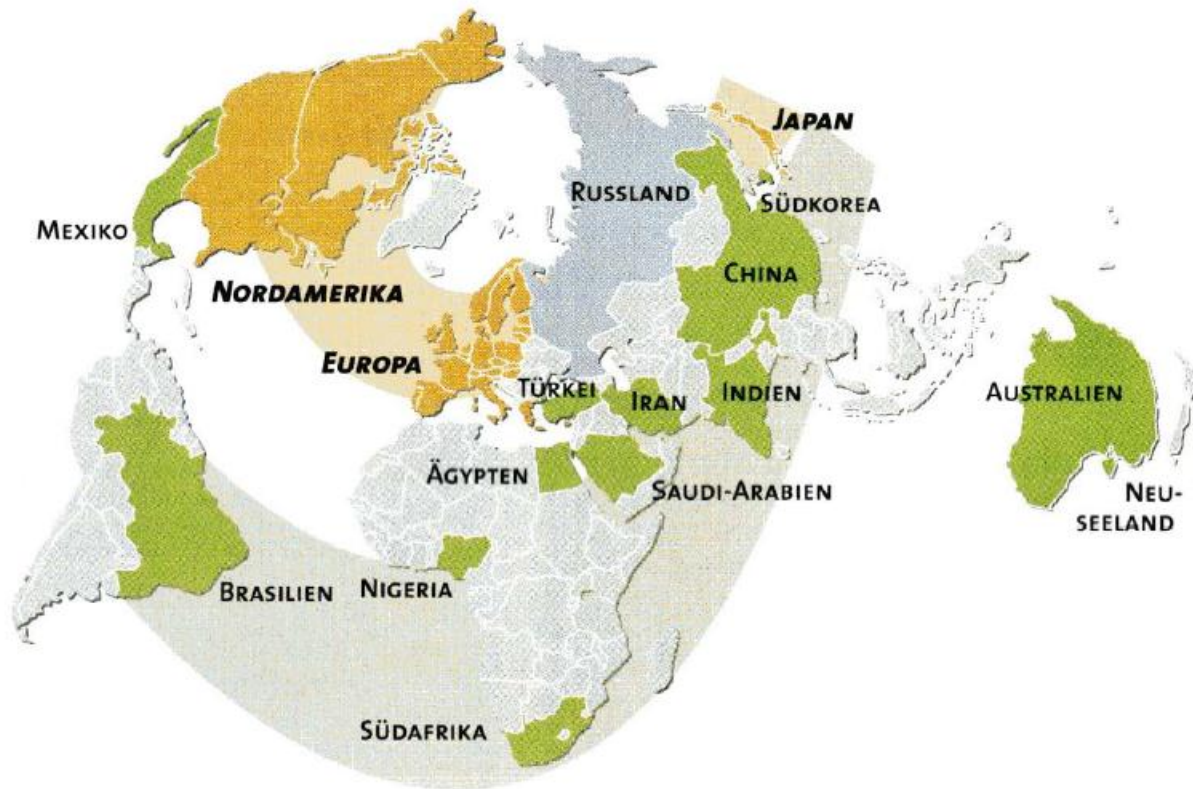 JAPAN
RUSSLAND
SÜDKOREA
MEXIKO
CHINA
NORDAMERIKA
EUROPA
TÜRKEI
IRAN
INDIEN
AUSTRALIEN
ÄGYPTEN
SAUDI-ARABIEN
NEU-
SEELAND
BRASILIEN
NIGERIA
SÜDAFRIKA